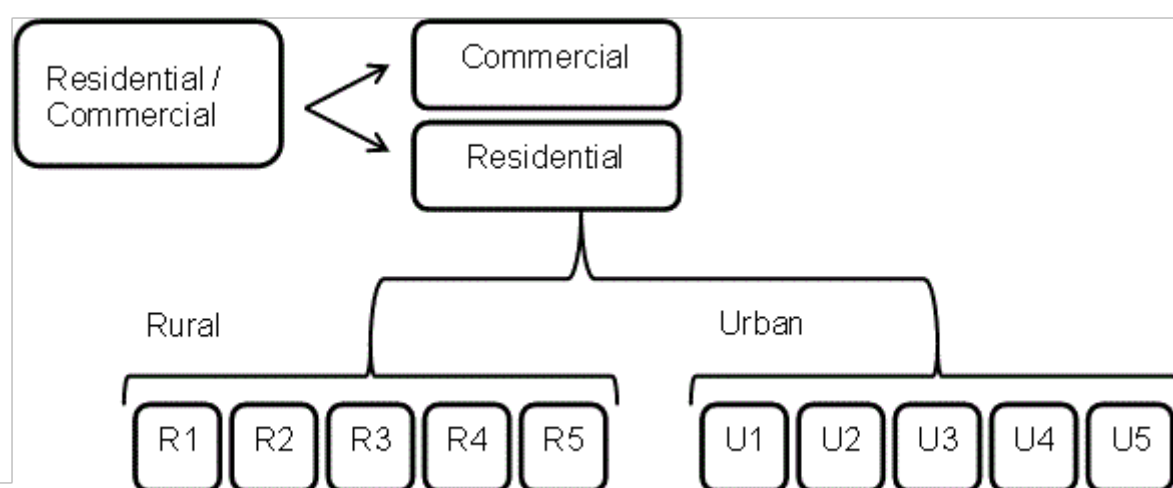 Residential /
Commercial
Commercial
Residential
Rural
Urban
R1 R2 R3 R4 R5
U1 U2 U3 U4 U5